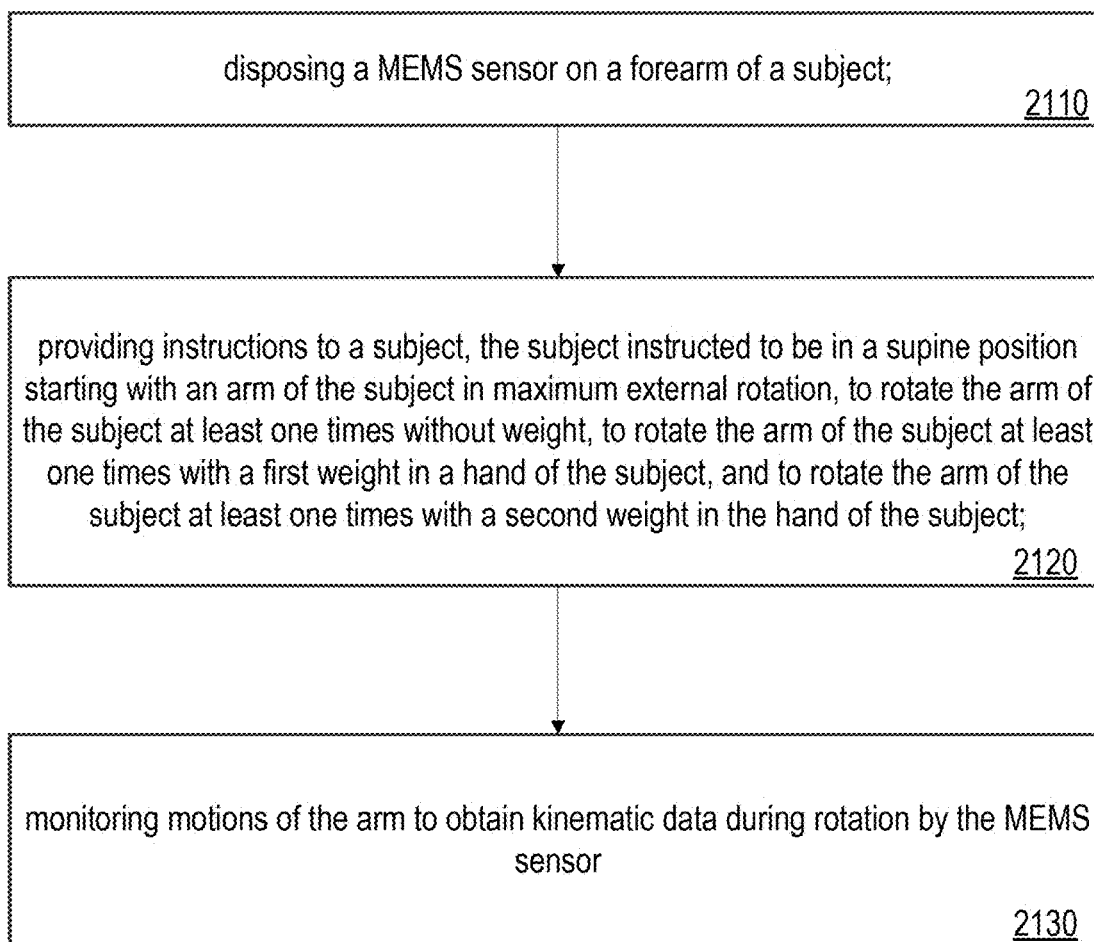 disposing a MEMS sensor on a forearm of a subject;
2110
providing instructions to a subject, the subject instructed to be in a supine position
starting with an arm of the subject in maximum external rotation, to rotate the arm of
the subject at least one times without weight, to rotate the arm of the subject at least
one times with a first weight in a hand of the subject, and to rotate the arm of the
subject at least one times with a second weight in the hand of the subject;
2120
monitoring motions of the arm to obtain kinematic data during rotation by the MEMS
sensor
2130